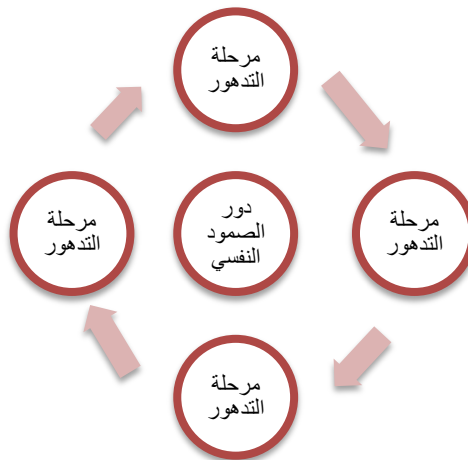 مرحلة
التدهور
مرحلة
التدهور
دور
الصمود
النفسي
مرحلة
التدهور
مرحلة
التدهور